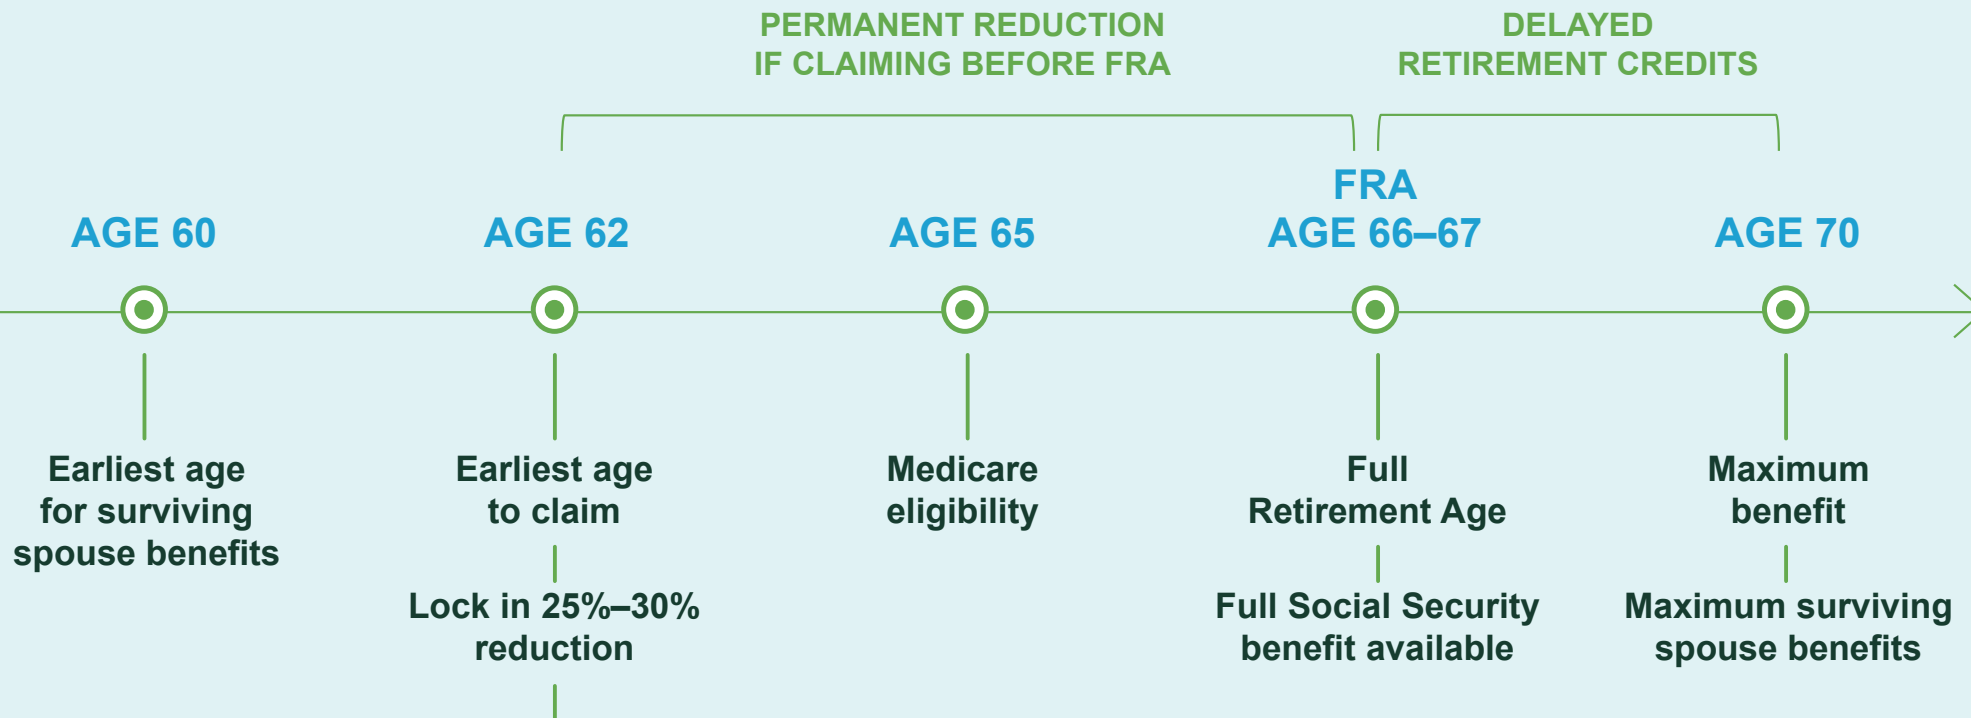 PERMANENT REDUCTION
IF CLAIMING BEFORE FRA
DELAYED
RETIREMENT CREDITS
AGE 60
AGE 62
AGE 65
FRA
AGE 66–67
AGE 70
Earliest age
for surviving
spouse benefits
Earliest age
to claim
Lock in 25%–30%
reduction
Medicare
eligibility
Full
Retirement Age
Full Social Security
benefit available
Maximum
benefit
Maximum surviving
spouse benefits